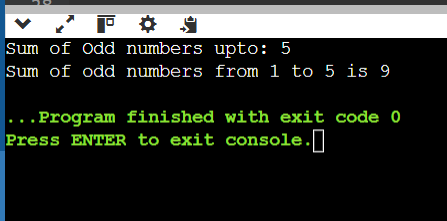 Sum of Odd numbers upto: 5
Sum of odd numbers from 1 to 5 is 9
...Program finished with exit code 0
Press ENTER to exit console.